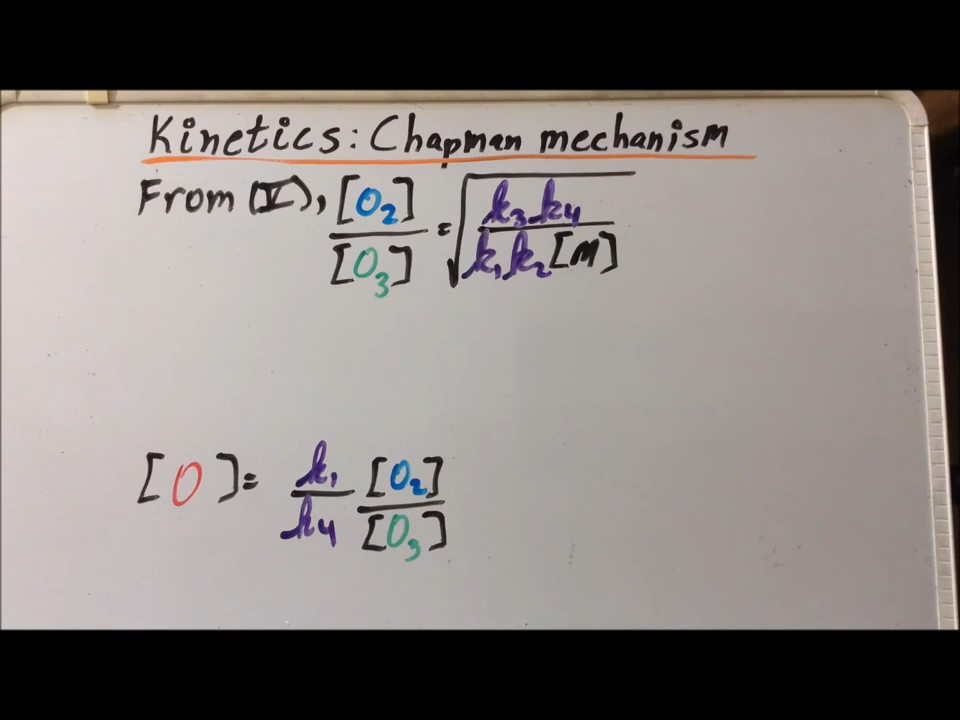 Kinetics: Chapman mechanism
From (V), [O₂]/[O₃] = √(k₃k₄/k₁k₂[M])
[O] = k₁/k₄ [O₂]/[O₃]